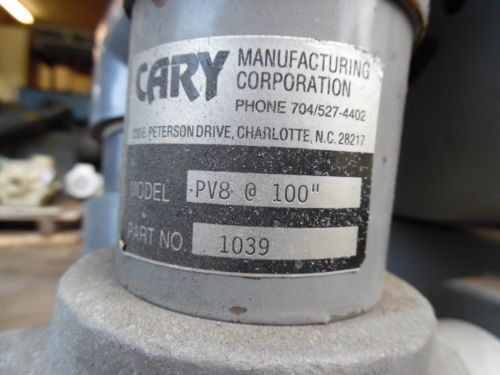 CARY MANUFACTURING
CORPORATION
PHONE 704/527-4402
PETERSON DRIVE, CHARLOTTE, N.C. 28217
MODEL PV8 @ 100"
PART NO. 1039